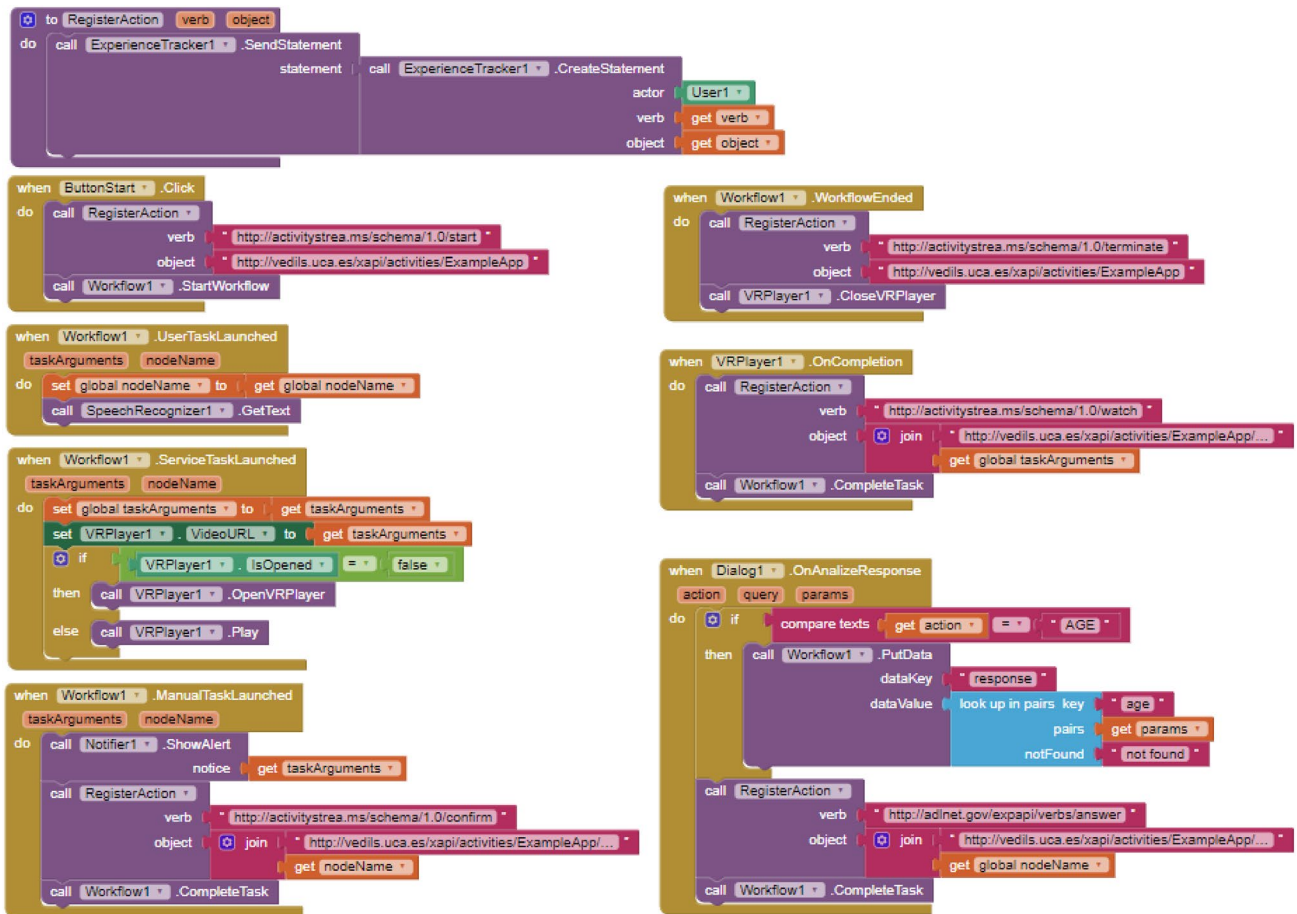 to RegisterAction verb object
do call ExperienceTracker1 .SendStatement
statement call ExperienceTracker1 .CreateStatement
actor User1
verb get verb
object get object
when ButtonStart .Click
do call RegisterAction
verb " http://activitystrea.ms/schema/1.0/start "
object " http://vedils.uca.es/xapi/activities/ExampleApp "
call Workflow1 .StartWorkflow
when Workflow1 .UserTaskLaunched
taskArguments nodeName
do set global nodeName to get global nodeName
call SpeechRecognizer1 .GetText
when Workflow1 .ServiceTaskLaunched
taskArguments nodeName
do set global taskArguments to get taskArguments
set VRPlayer1 . VideoURL to get taskArguments
if VRPlayer1 . IsOpened = false
then call VRPlayer1 .OpenVRPlayer
else call VRPlayer1 .Play
when Workflow1 .ManualTaskLaunched
taskArguments nodeName
do call Notifier1 .ShowAlert
notice get taskArguments
call RegisterAction
verb " http://activitystrea.ms/schema/1.0/confirm "
object join " http://vedils.uca.es/xapi/activities/ExampleApp/... "
get nodeName
call Workflow1 .CompleteTask
when Workflow1 .WorkflowEnded
do call RegisterAction
verb " http://activitystrea.ms/schema/1.0/terminate "
object " http://vedils.uca.es/xapi/activities/ExampleApp "
call VRPlayer1 .CloseVRPlayer
when VRPlayer1 .OnCompletion
do call RegisterAction
verb " http://activitystrea.ms/schema/1.0/watch "
object join " http://vedils.uca.es/xapi/activities/ExampleApp/... "
get global taskArguments
call Workflow1 .CompleteTask
when Dialog1 .OnAnalizeResponse
action query params
do if compare texts get action = " AGE "
then call Workflow1 .PutData
dataKey " response "
dataValue look up in pairs key " age "
pairs get params
notFound " not found "
call RegisterAction
verb " http://adlnet.gov/expapi/verbs/answer "
object join " http://vedils.uca.es/xapi/activities/ExampleApp/... "
get global nodeName
call Workflow1 .CompleteTask